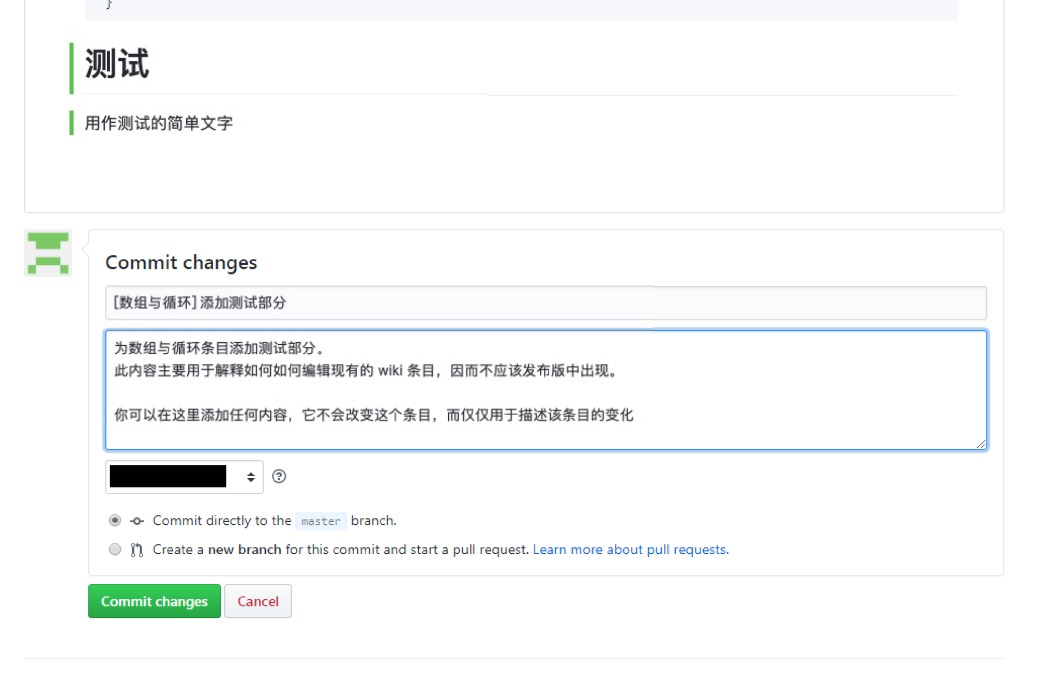 }
测试
用作测试的简单文字
Commit changes
[数组与循环] 添加测试部分
为数组与循环条目添加测试部分。
此内容主要用于解释如何如何编辑现有的 wiki 条目，因而不应该发布版中出现。
你可以在这里添加任何内容，它不会改变这个条目，而仅仅用于描述该条目的变化
?
Commit directly to the master branch.
Create a new branch for this commit and start a pull request. Learn more about pull requests.
Commit changes
Cancel